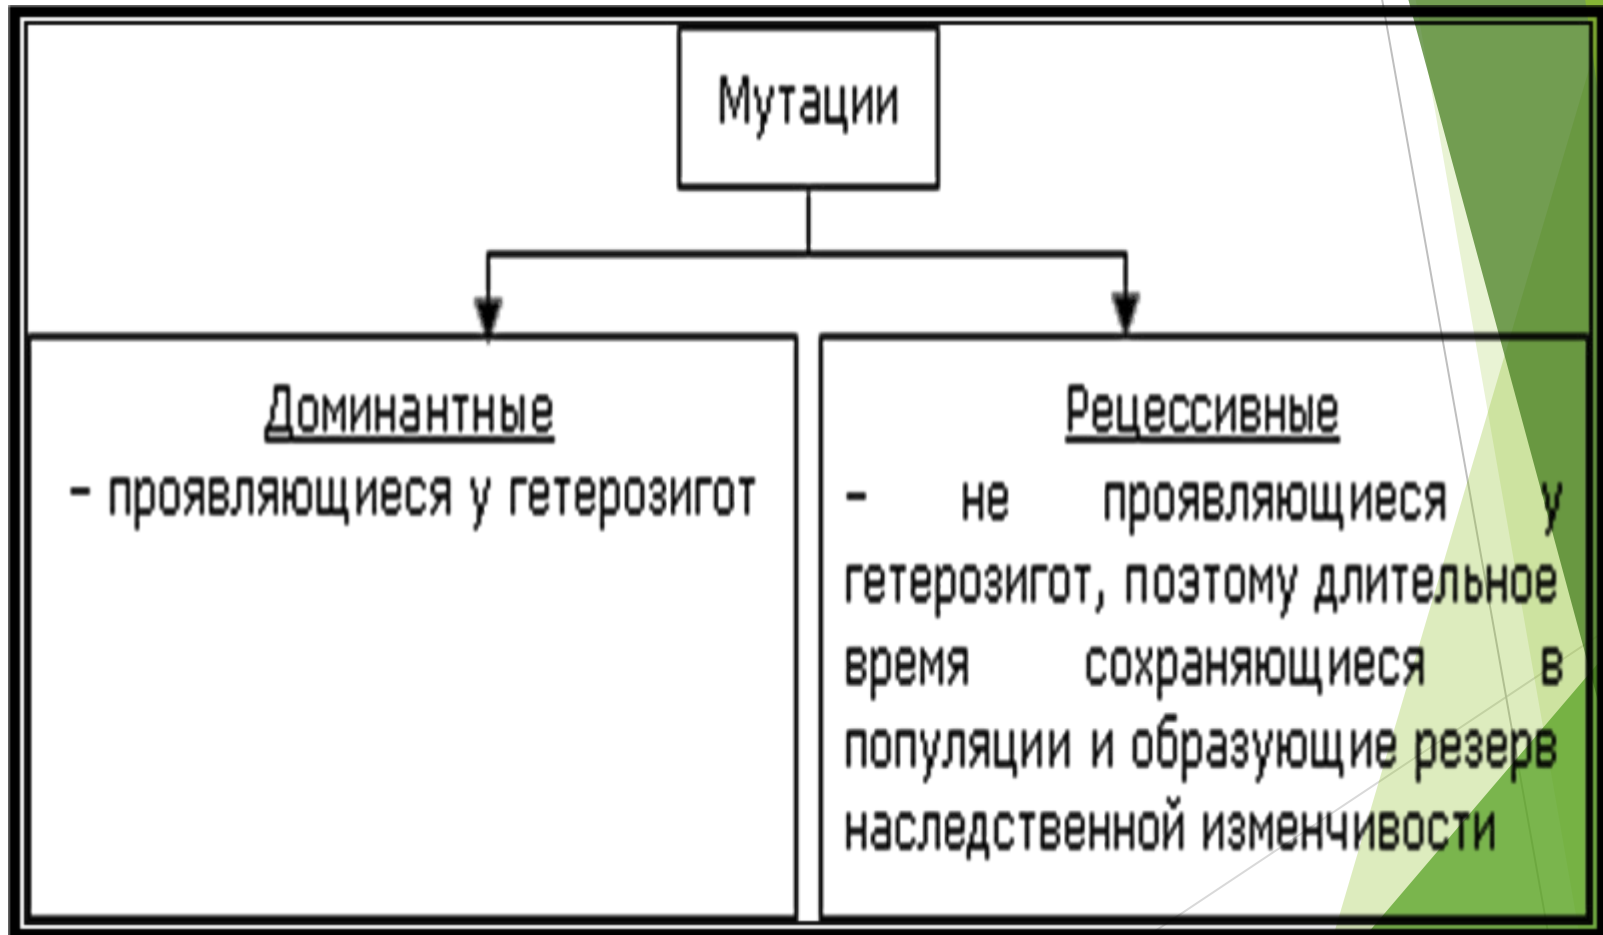 Мутации
Доминантные
– проявляющиеся у гетерозигот
Рецессивные
– не проявляющиеся у
гетерозигот, поэтому длительное
время сохраняющиеся в
популяции и образующие резерв
наследственной изменчивости